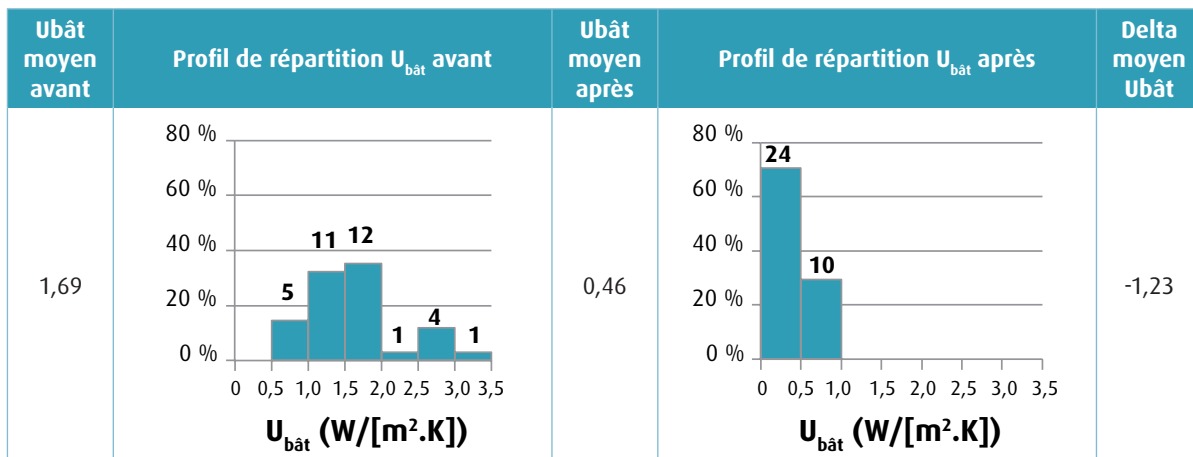 Ubât
moyen
avant
Profil de répartition Ubât avant
Ubât
moyen
après
Profil de répartition Ubât après
Delta
moyen
Ubât
1,69
80 %
60 %
40 %
20 %
0 %
5
11
12
1
4
1
0 0,5 1,0 1,5 2,0 2,5 3,0 3,5
Ubât (W/[m².K])
0,46
80 %
60 %
40 %
20 %
0 %
24
10
0 0,5 1,0 1,5 2,0 2,5 3,0 3,5
Ubât (W/[m².K])
-1,23